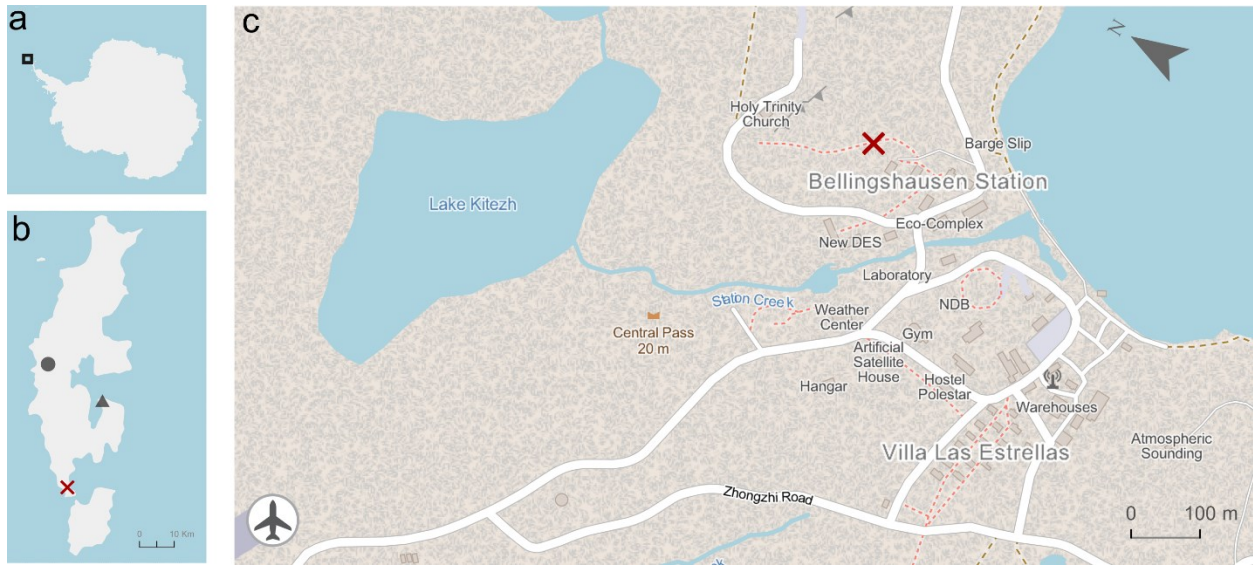 a
b
0 10 Km
c
N
Holy Trinity
Church
Barge Slip
Bellingshausen Station
Lake Kitezh
Eco-Complex
New DES
Laboratory
Station Creek
NDB
Weather
Center
Central Pass
20 m
Gym
Artificial
Satellite
House
Hangar
Hostel
Polestar
Warehouses
Villa Las Estrellas
Atmospheric
Sounding
Zhongzhi Road
0 100 m